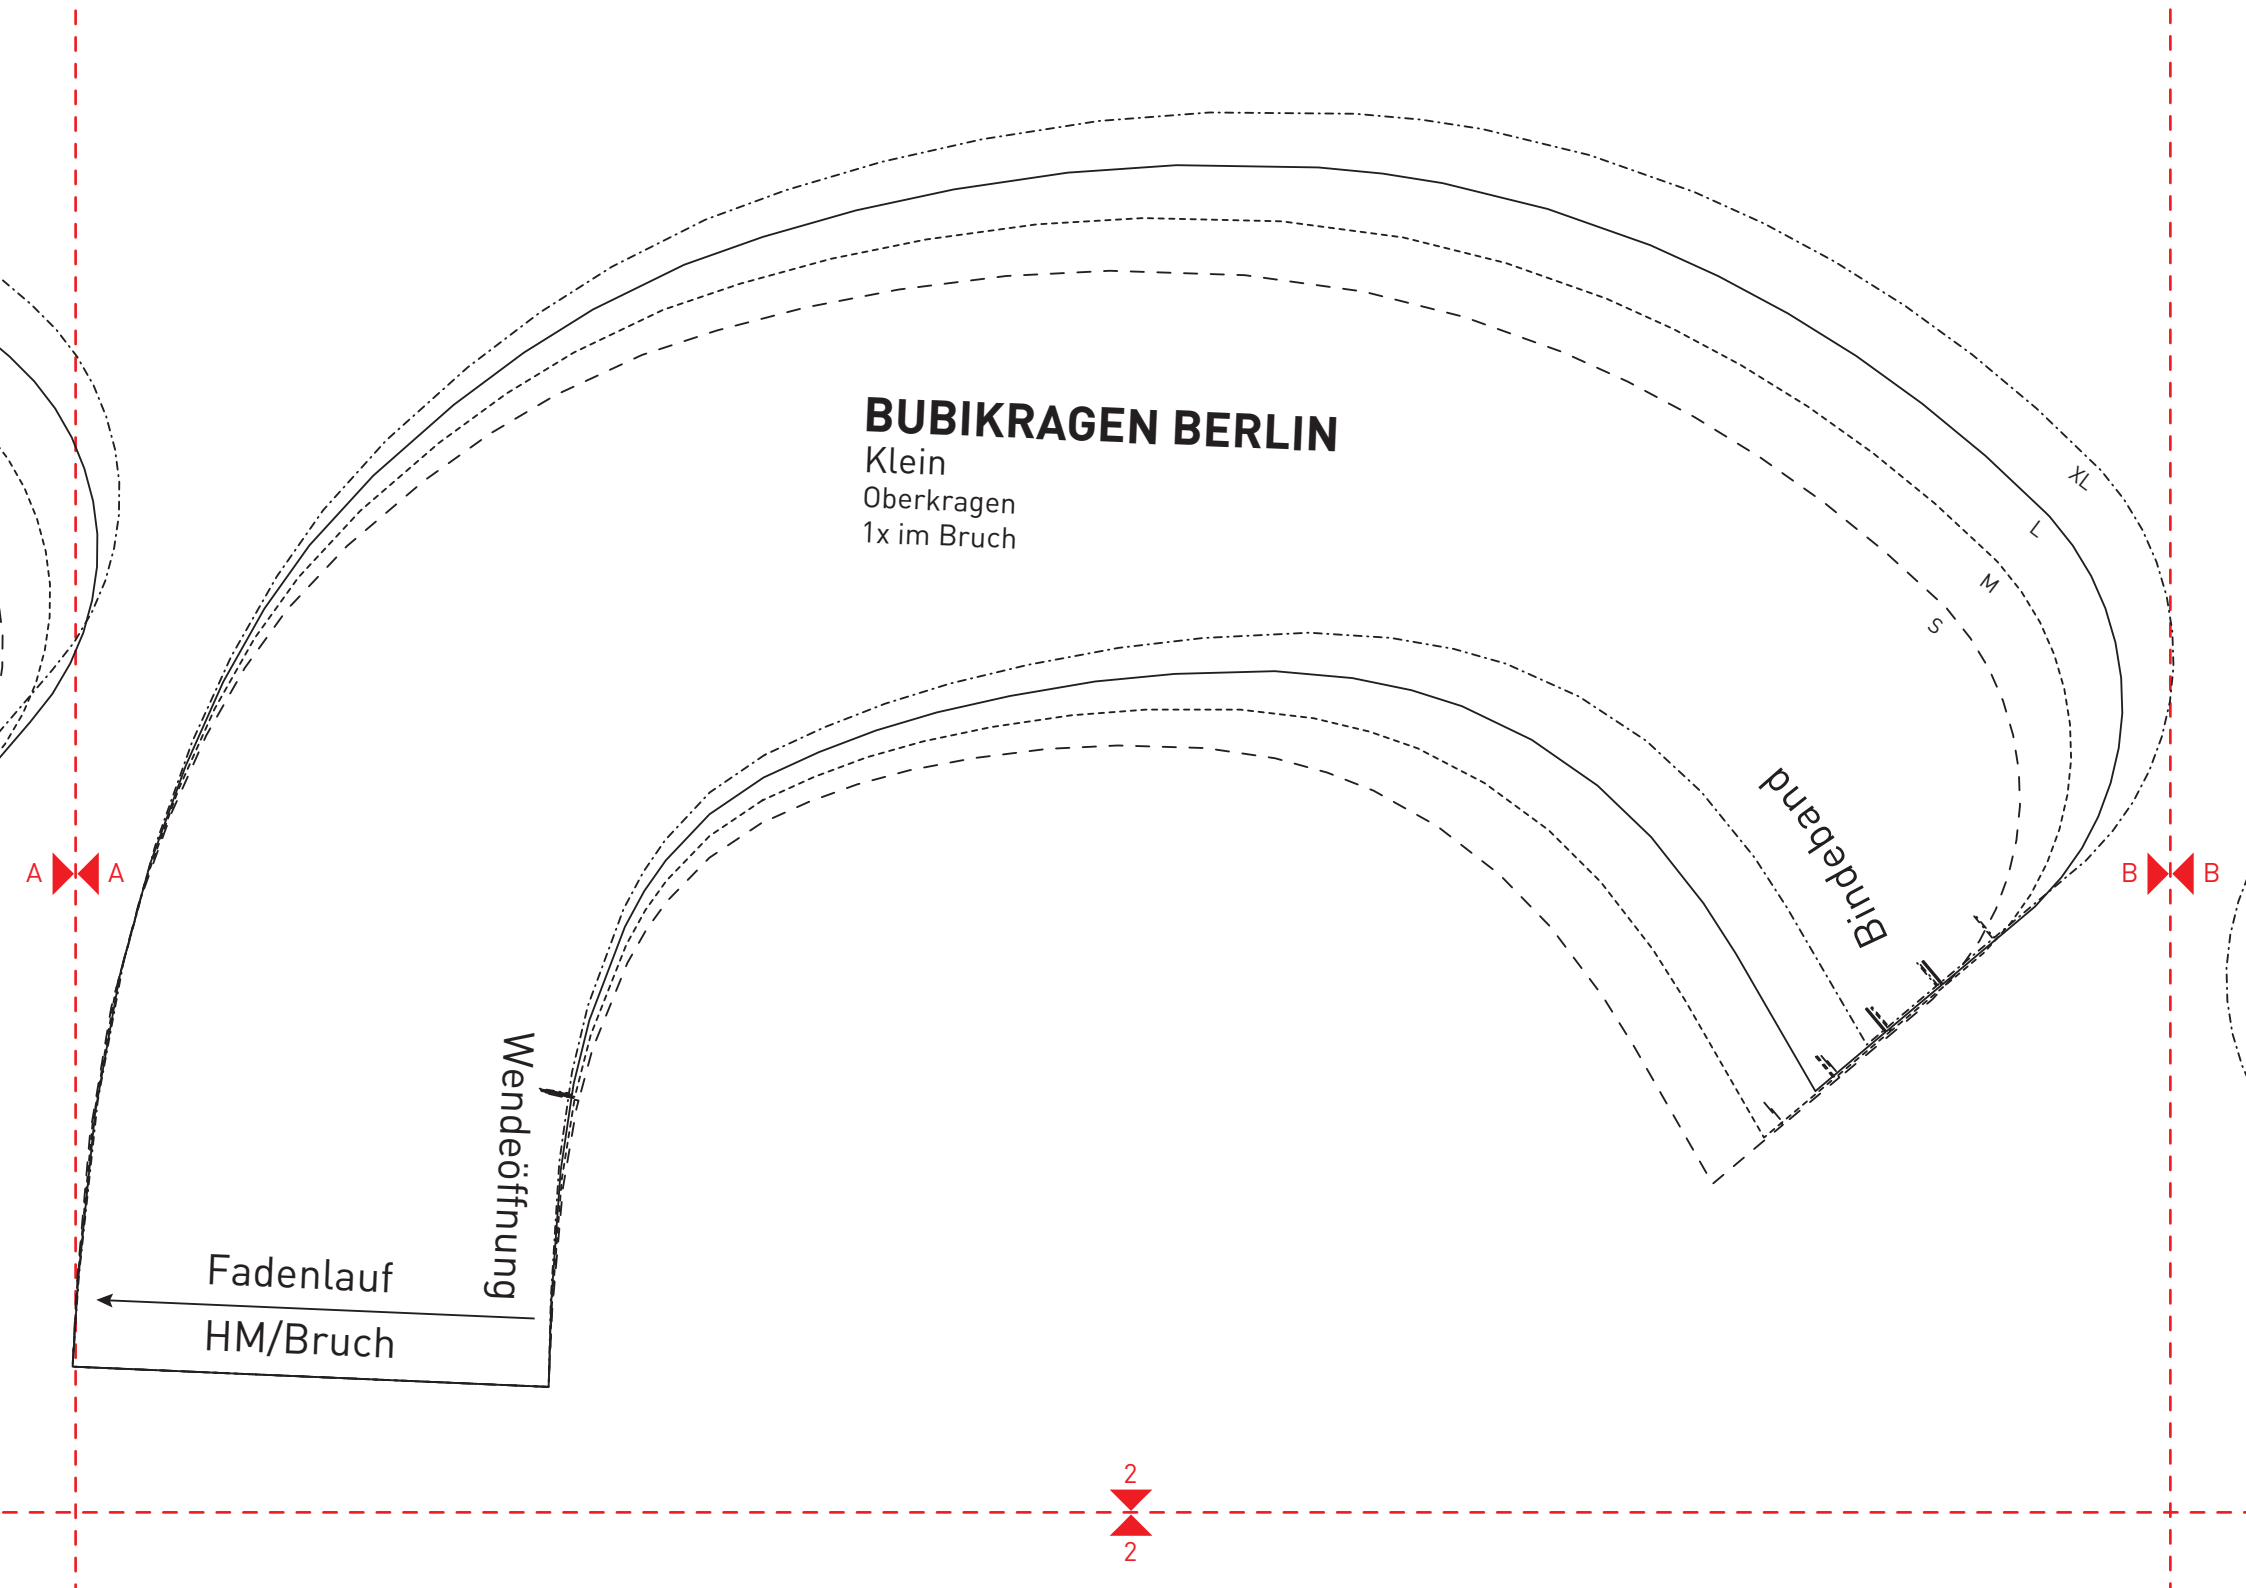 BUBIKRAGEN BERLIN
Klein
Oberkragen
1x im Bruch
XL
L
M
S
Bindeband
A
A
B
B
Wendeöffnung
Fadenlauf
HM/Bruch
2
2